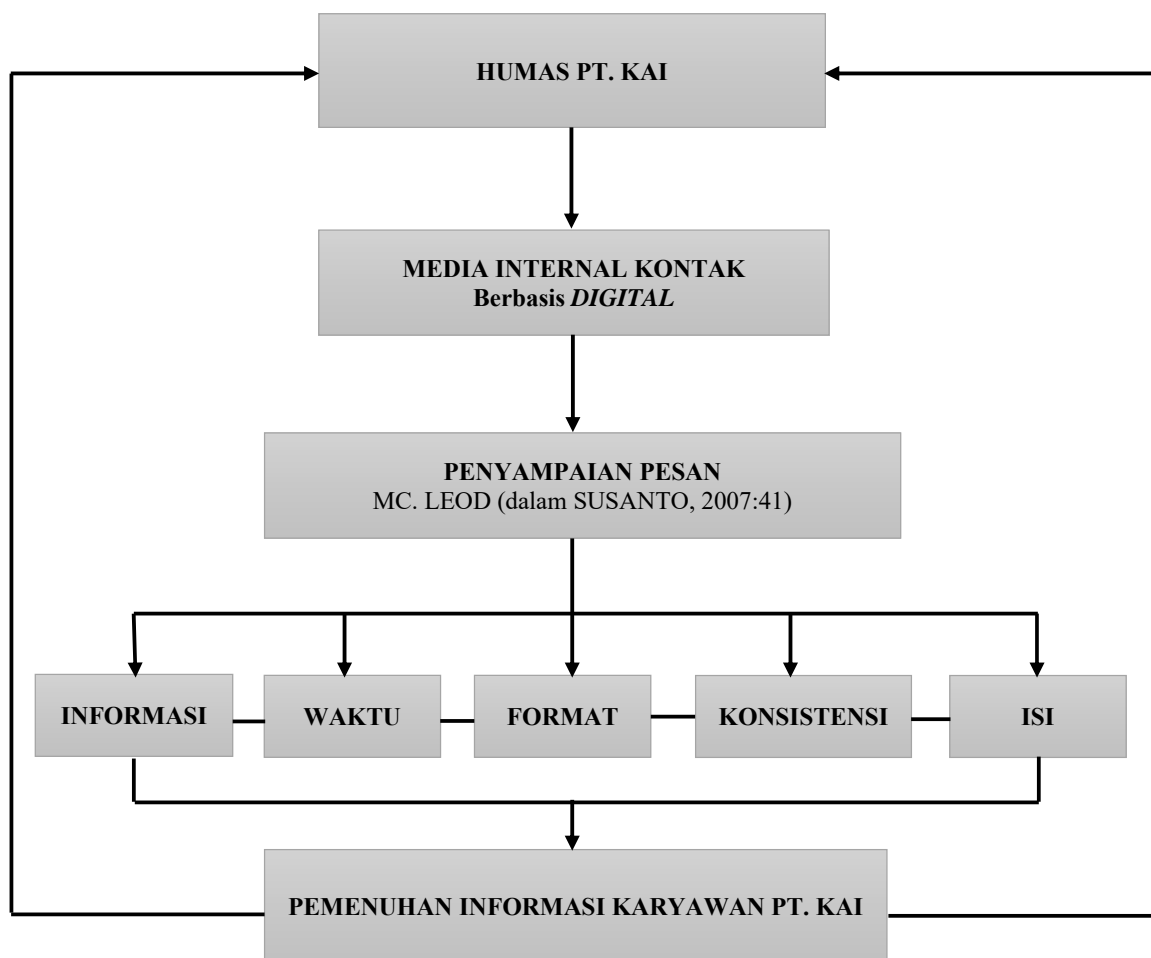 HUMAS PT. KAI
MEDIA INTERNAL KONTAK
Berbasis DIGITAL
PENYAMPAIAN PESAN
MC. LEOD (dalam SUSANTO, 2007:41)
INFORMASI
WAKTU
FORMAT
KONSISTENSI
ISI
PEMENUHAN INFORMASI KARYAWAN PT. KAI